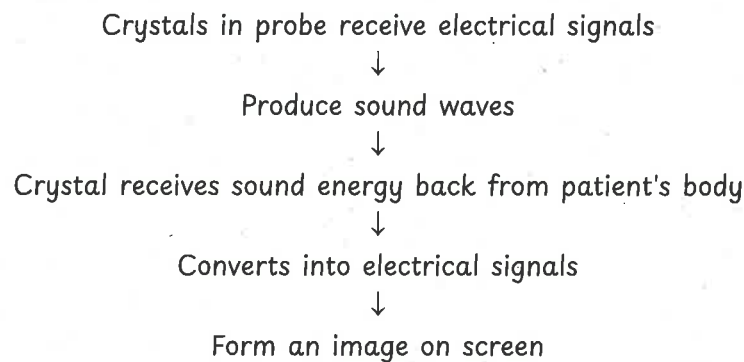 Crystals in probe receive electrical signals
↓
Produce sound waves
↓
Crystal receives sound energy back from patient's body
↓
Converts into electrical signals
↓
Form an image on screen